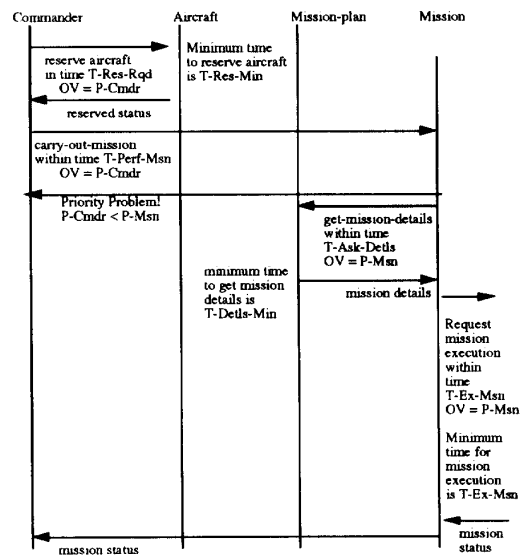 Commander
Aircraft
Mission-plan
Mission
reserve aircraft
in time T-Res-Rqd
OV = P-Cmdr
Minimum time
to reserve aircraft
is T-Res-Min
reserved status
carry-out-mission
within time T-Perf-Msn
OV = P-Cmdr
Priority Problem!
P-Cmdr < P-Msn
get-mission-details
within time
T-Ask-Detls
OV = P-Msn
minimum time
to get mission
details is
T-Detls-Min
mission details
Request
mission
execution
within
time
T-Ex-Msn
OV = P-Msn
Minimum
time for
mission
execution
is T-Ex-Msn
mission
status
mission status